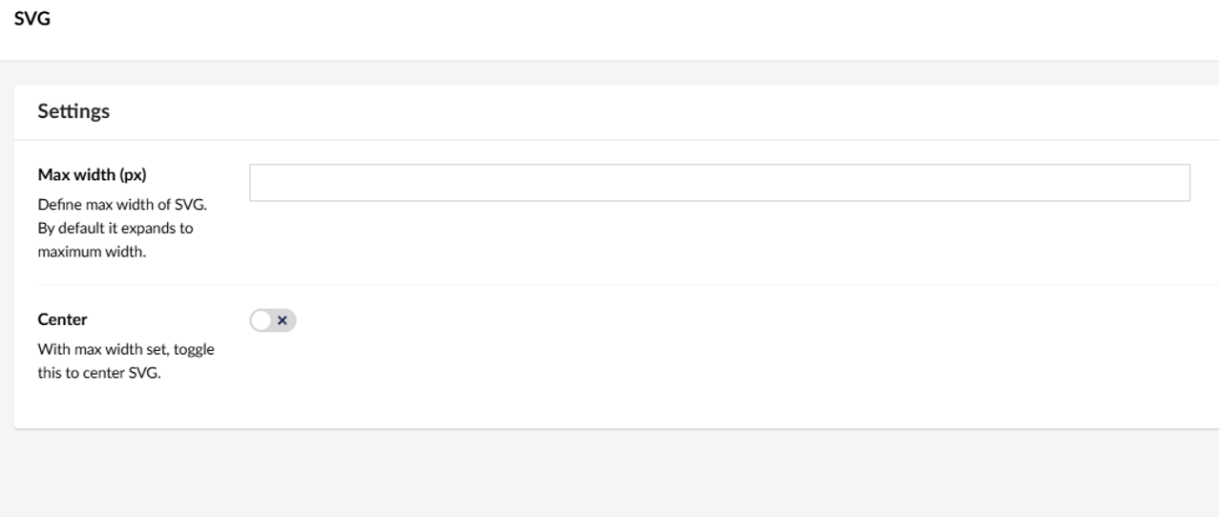 SVG
Settings
Max width (px)
Define max width of SVG.
By default it expands to
maximum width.
Center
With max width set, toggle
this to center SVG.